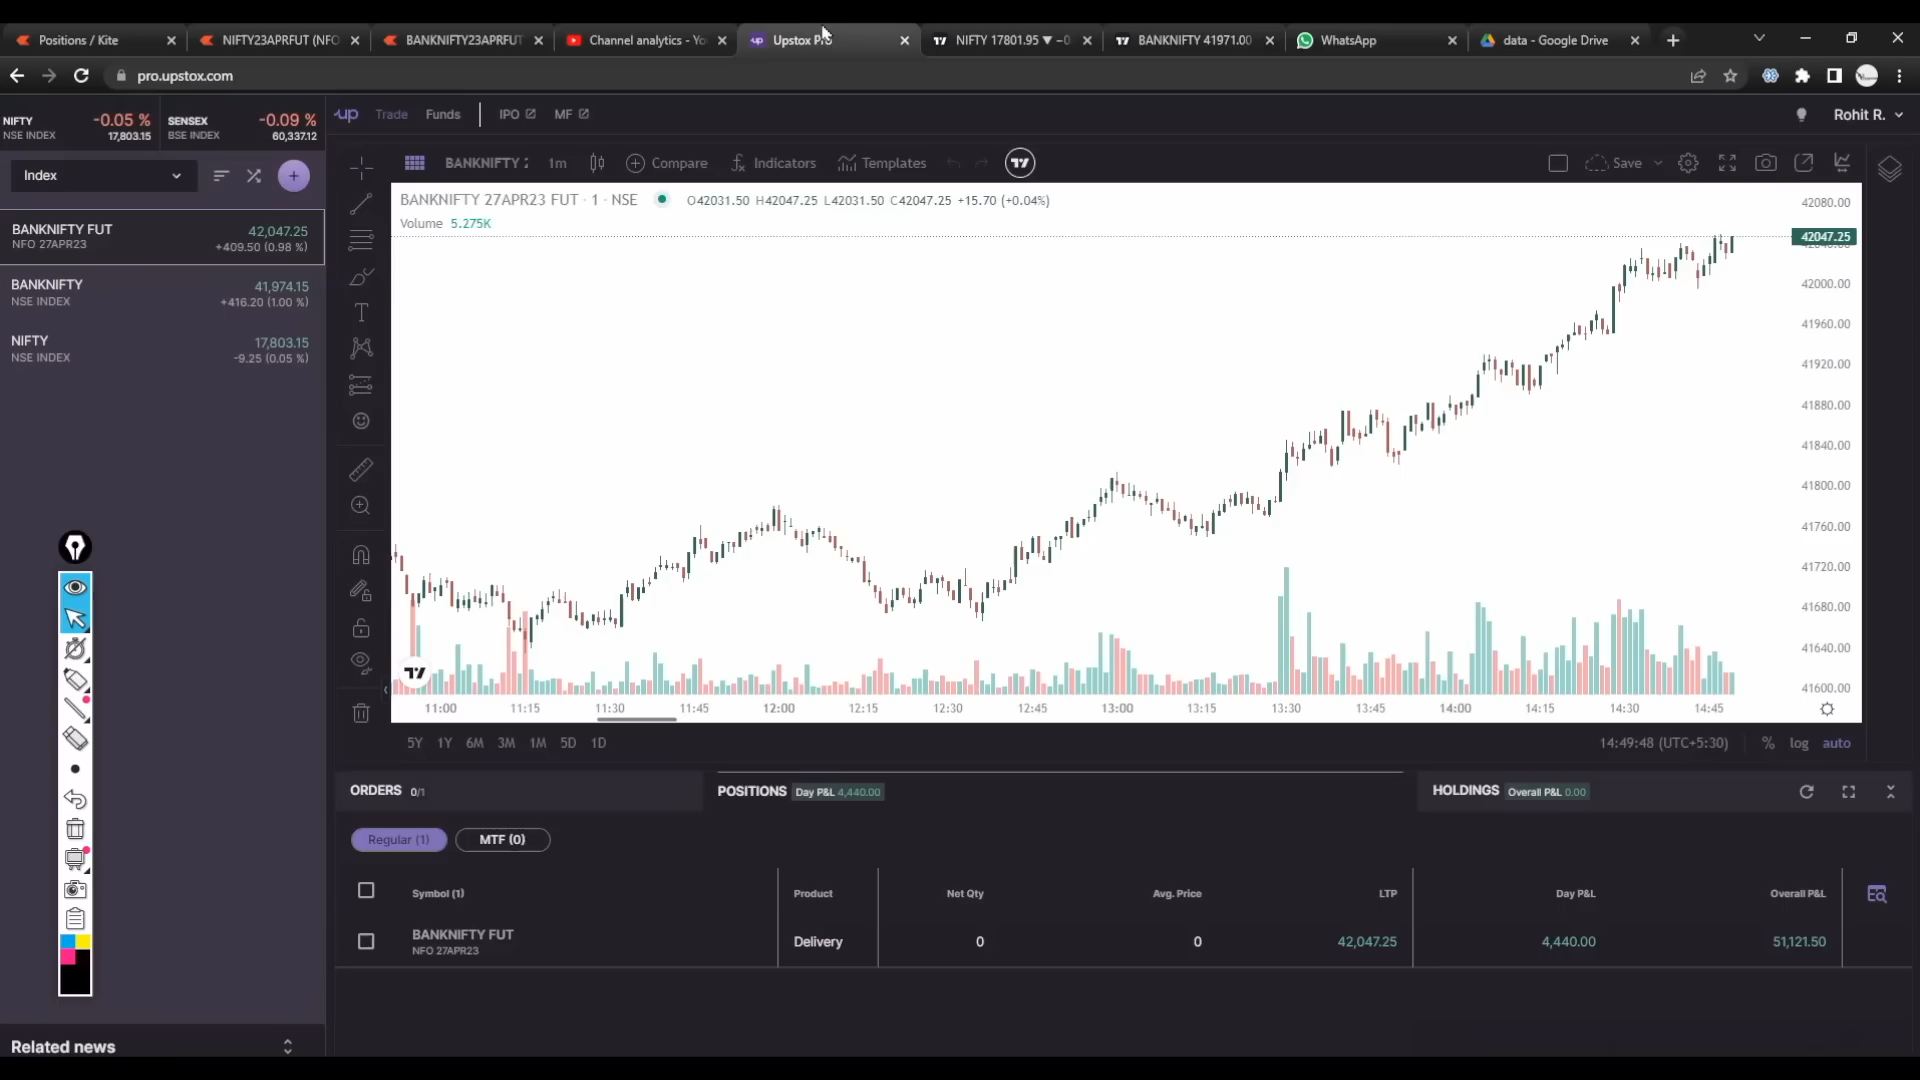 Positions / Kite
NIFTY23APRFUT (NFO
BANKNIFTY23APRFUT
Channel analytics - Yo
Upstox Pro
NIFTY 17801.95 ▼ −0
BANKNIFTY 41971.00
WhatsApp
data - Google Drive
pro.upstox.com
NIFTY -0.05 %
NSE INDEX 17,803.15
SENSEX -0.09 %
BSE INDEX 60,337.12
up Trade Funds IPO MF
Rohit R.
Index
BANKNIFTY FUT 42,047.25
NFO 27APR23 +409.50 (0.98 %)
BANKNIFTY 41,974.15
NSE INDEX +416.20 (1.00 %)
NIFTY 17,803.15
NSE INDEX -9.25 (0.05 %)
Related news
BANKNIFTY 1m Compare Indicators Templates Save
BANKNIFTY 27APR23 FUT · 1 · NSE O42031.50 H42047.25 L42031.50 C42047.25 +15.70 (+0.04%)
Volume 5.275K
42080.00
42047.25
42000.00
41960.00
41920.00
41880.00
41840.00
41800.00
41760.00
41720.00
41680.00
41640.00
41600.00
11:00 11:15 11:30 11:45 12:00 12:15 12:30 12:45 13:00 13:15 13:30 13:45 14:00 14:15 14:30 14:45
5Y 1Y 6M 3M 1M 5D 1D
14:49:48 (UTC+5:30) % log auto
ORDERS 0/1
POSITIONS Day P&L 4,440.00
HOLDINGS Overall P&L 0.00
Regular (1) MTF (0)
Symbol (1) Product Net Qty Avg. Price LTP Day P&L Overall P&L
BANKNIFTY FUT Delivery 0 0 42,047.25 4,440.00 51,121.50
NFO 27APR23